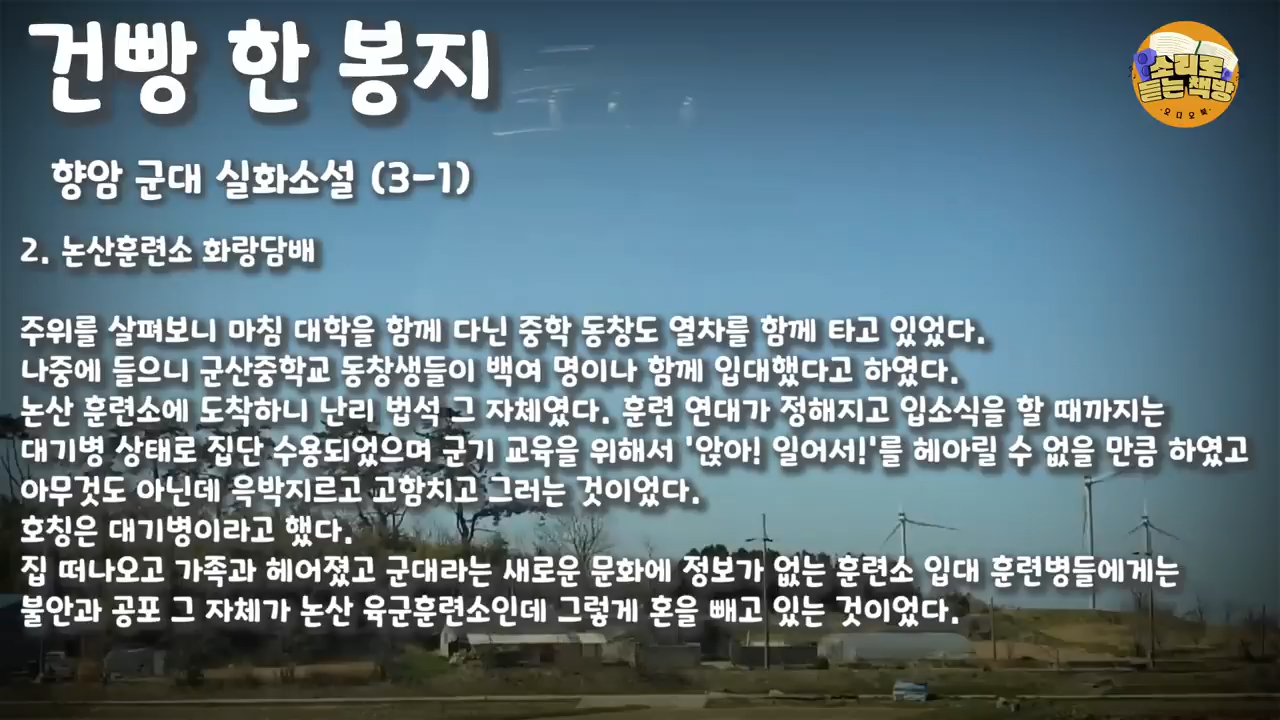 건빵 한 봉지
소리로
듣는 책방
·오디오북·
향암 군대 실화소설 (3-1)
2. 논산훈련소 화랑담배
주위를 살펴보니 마침 대학을 함께 다닌 중학 동창도 열차를 함께 타고 있었다.
나중에 들으니 군산중학교 동창생들이 백여 명이나 함께 입대했다고 하였다.
논산 훈련소에 도착하니 난리 법석 그 자체였다. 훈련 연대가 정해지고 입소식을 할 때까지는
대기병 상태로 집단 수용되었으며 군기 교육을 위해서 '앉아! 일어서!'를 헤아릴 수 없을 만큼 하였고
아무것도 아닌데 윽박지르고 고함치고 그러는 것이었다.
호칭은 대기병이라고 했다.
집 떠나오고 가족과 헤어졌고 군대라는 새로운 문화에 정보가 없는 훈련소 입대 훈련병들에게는
불안과 공포 그 자체가 논산 육군훈련소인데 그렇게 혼을 빼고 있는 것이었다.